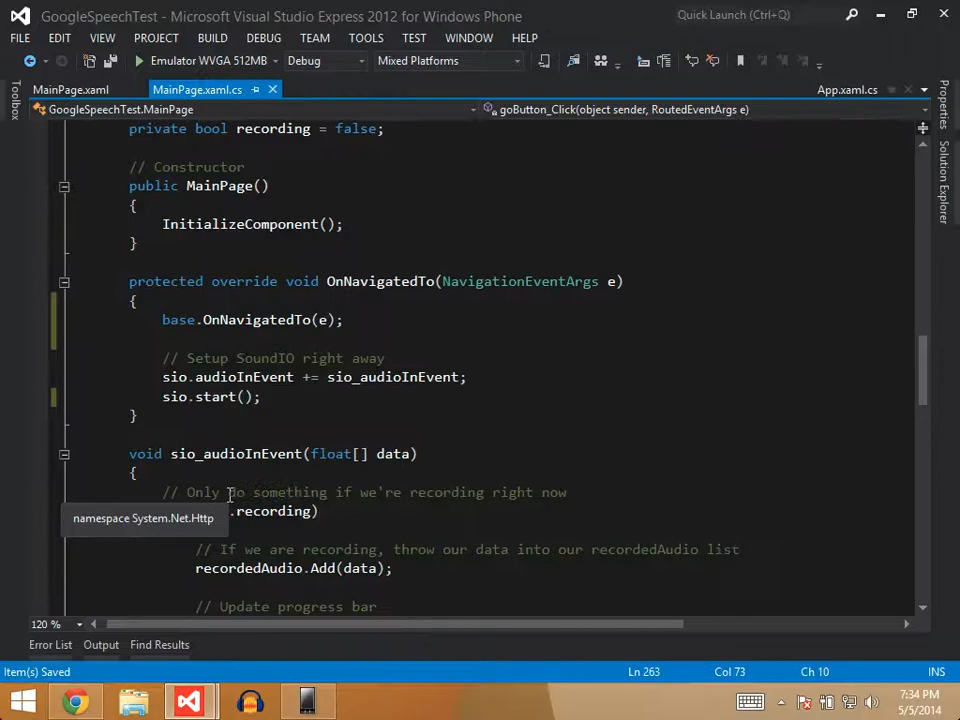 GoogleSpeechTest - Microsoft Visual Studio Express 2012 for Windows Phone
Quick Launch (Ctrl+Q)
FILE EDIT VIEW PROJECT BUILD DEBUG TEAM TOOLS TEST WINDOW HELP
Emulator WVGA 512MB Debug Mixed Platforms
Toolbox
MainPage.xaml MainPage.xaml.cs App.xaml.cs
GoogleSpeechTest.MainPage goButton_Click(object sender, RoutedEventArgs e)
Properties
Solution Explorer
private bool recording = false;
// Constructor
public MainPage()
{
InitializeComponent();
}
protected override void OnNavigatedTo(NavigationEventArgs e)
{
base.OnNavigatedTo(e);
// Setup SoundIO right away
sio.audioInEvent += sio_audioInEvent;
sio.start();
}
void sio_audioInEvent(float[] data)
{
// Only do something if we're recording right now
.recording)
namespace System.Net.Http
// If we are recording, throw our data into our recordedAudio list
recordedAudio.Add(data);
// Update progress bar
120 %
Error List Output Find Results
Item(s) Saved Ln 263 Col 73 Ch 10 INS
7:34 PM
5/5/2014